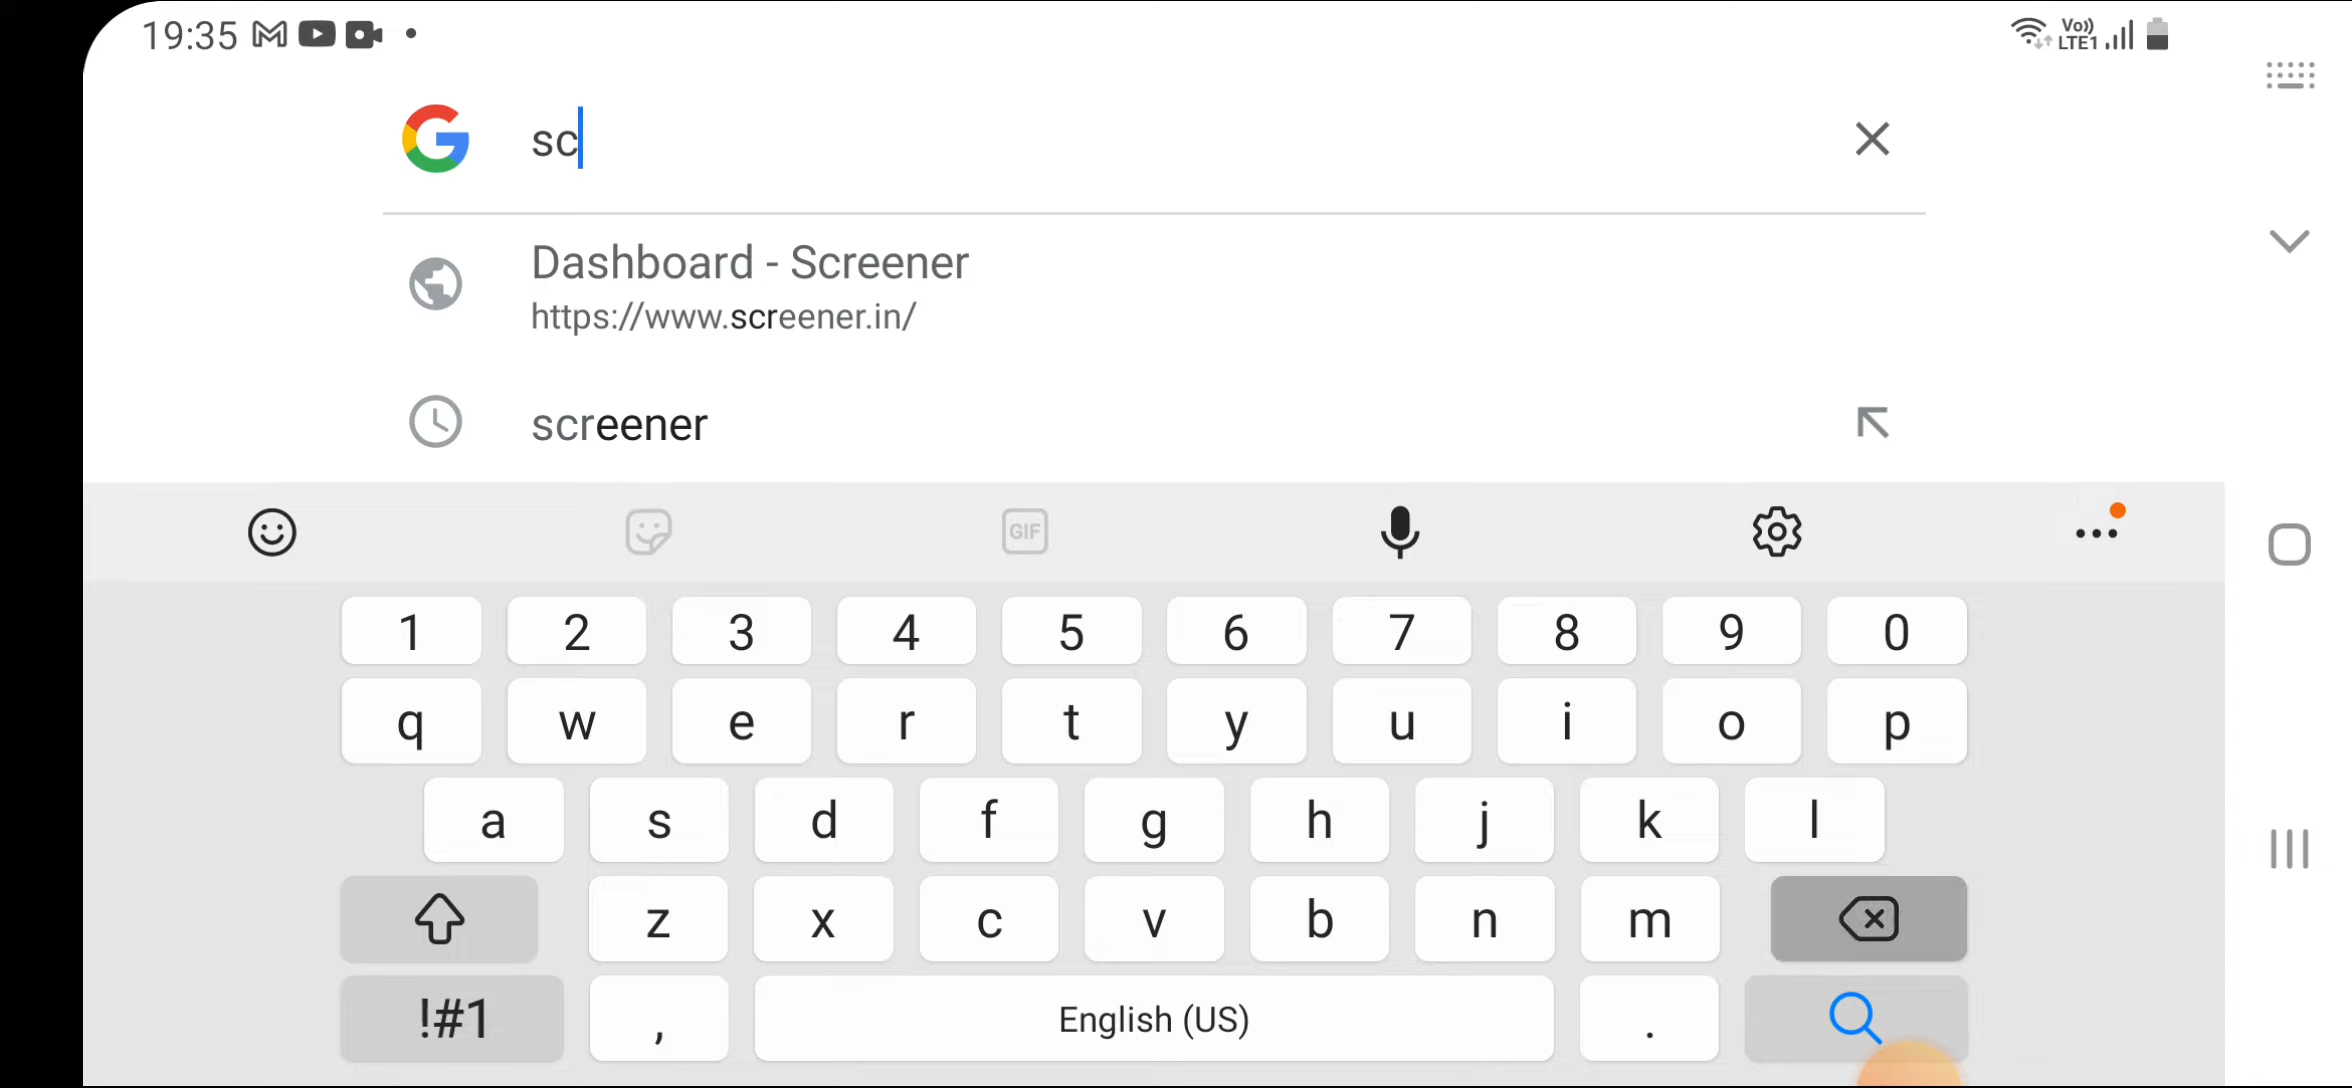 19:35
Vo))
LTE1
sc
Dashboard - Screener
https://www.screener.in/
screener
GIF
1 2 3 4 5 6 7 8 9 0
q w e r t y u i o p
a s d f g h j k l
z x c v b n m
!#1 , English (US) .